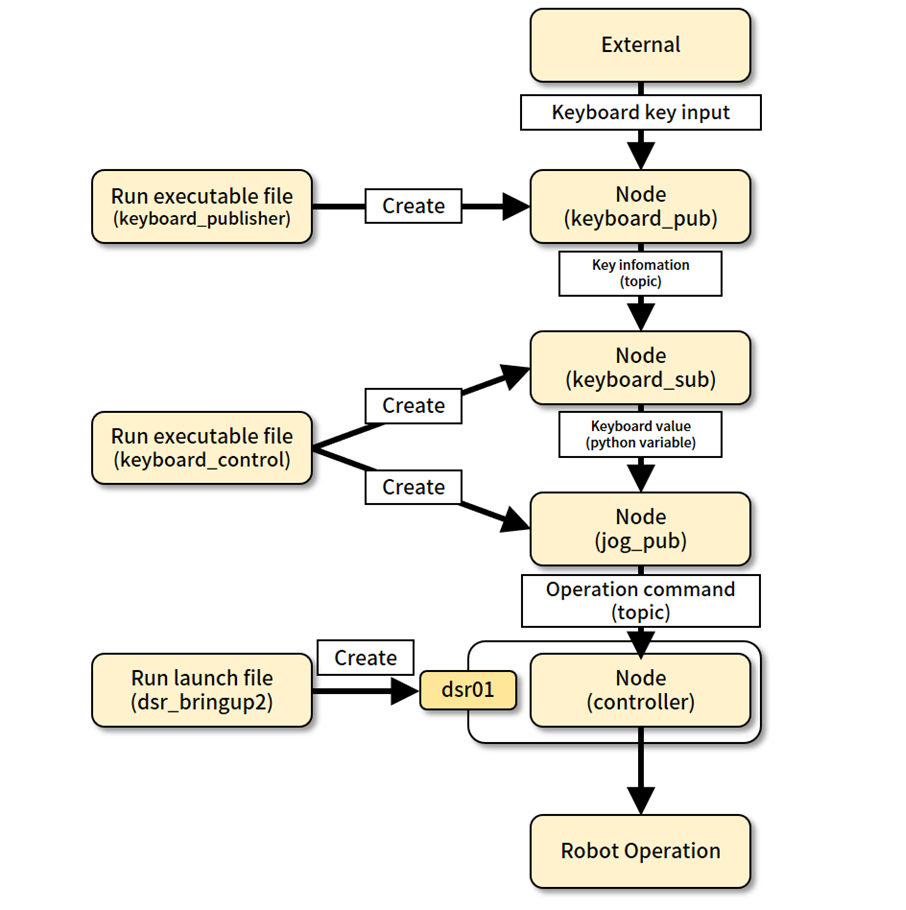 External
Keyboard key input
Run executable file
(keyboard_publisher)
Create
Node
(keyboard_pub)
Key infomation
(topic)
Node
(keyboard_sub)
Create
Run executable file
(keyboard_control)
Keyboard value
(python variable)
Create
Node
(jog_pub)
Operation command
(topic)
Run launch file
(dsr_bringup2)
Create
dsr01
Node
(controller)
Robot Operation